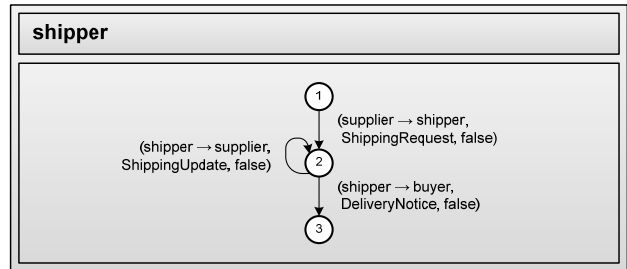 shipper
1
(supplier → shipper,
ShippingRequest, false)
(shipper → supplier,
ShippingUpdate, false)
2
(shipper → buyer,
DeliveryNotice, false)
3